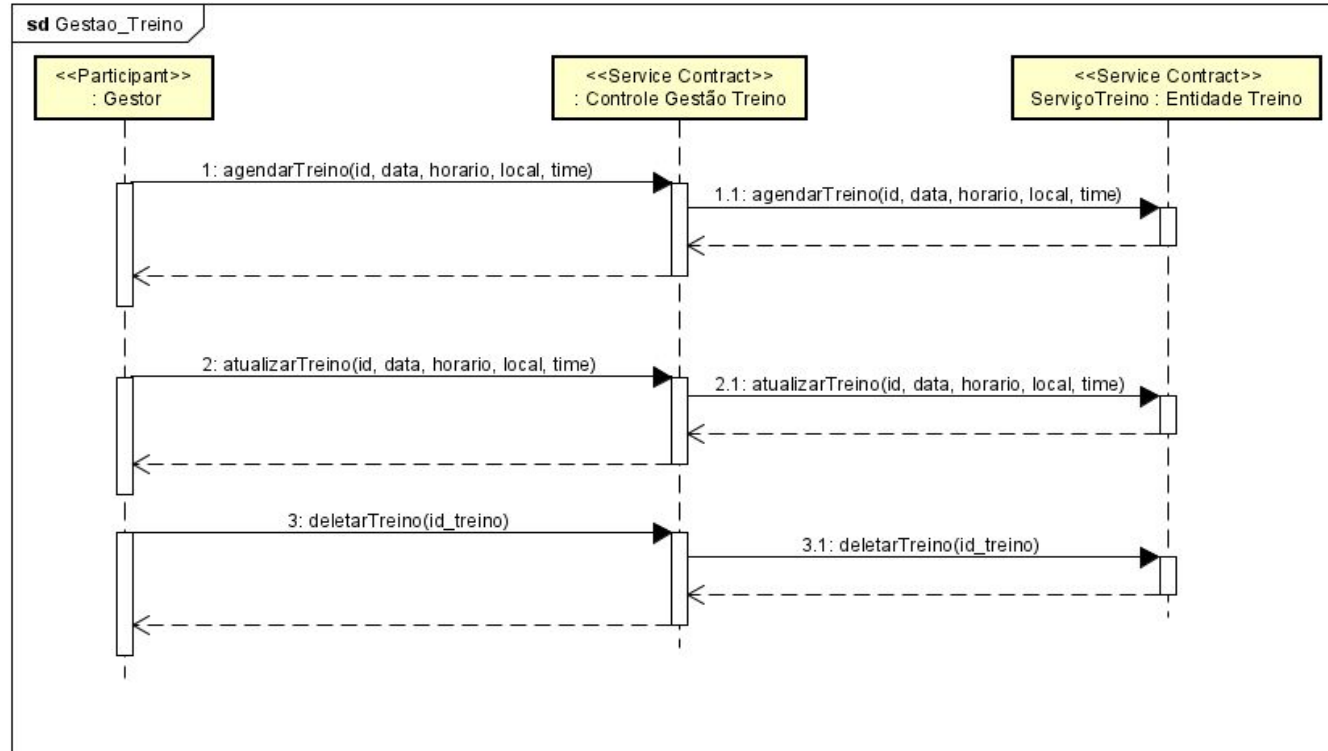 sd Gestao_Treino
<<Participant>>
: Gestor
<<Service Contract>>
: Controle Gestão Treino
<<Service Contract>>
ServiçoTreino : Entidade Treino
1: agendarTreino(id, data, horario, local, time)
1.1: agendarTreino(id, data, horario, local, time)
2: atualizarTreino(id, data, horario, local, time)
2.1: atualizarTreino(id, data, horario, local, time)
3: deletarTreino(id_treino)
3.1: deletarTreino(id_treino)